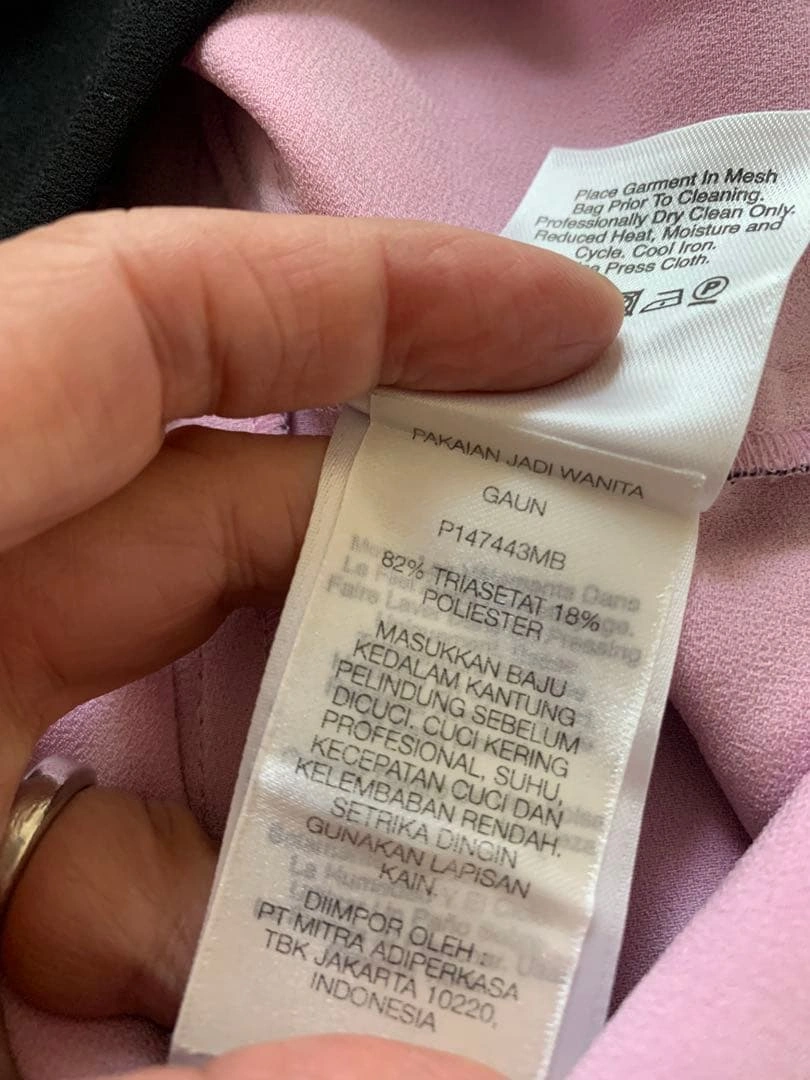 Place Garment In Mesh
Bag Prior To Cleaning.
Professionally Dry Clean Only.
Reduced Heat, Moisture and
Cycle. Cool Iron.
Press Cloth.
P
PAKAIAN JADI WANITA
GAUN
P147443MB
82% TRIASETAT 18%
POLIESTER
MASUKKAN BAJU
KEDALAM KANTUNG
PELINDUNG SEBELUM
DICUCI. CUCI KERING
PROFESIONAL, SUHU,
KECEPATAN CUCI DAN
KELEMBABAN RENDAH.
SETRIKA DINGIN
GUNAKAN LAPISAN
KAIN.
DIIMPOR OLEH :
PT MITRA ADIPERKASA
TBK JAKARTA 10220,
INDONESIA